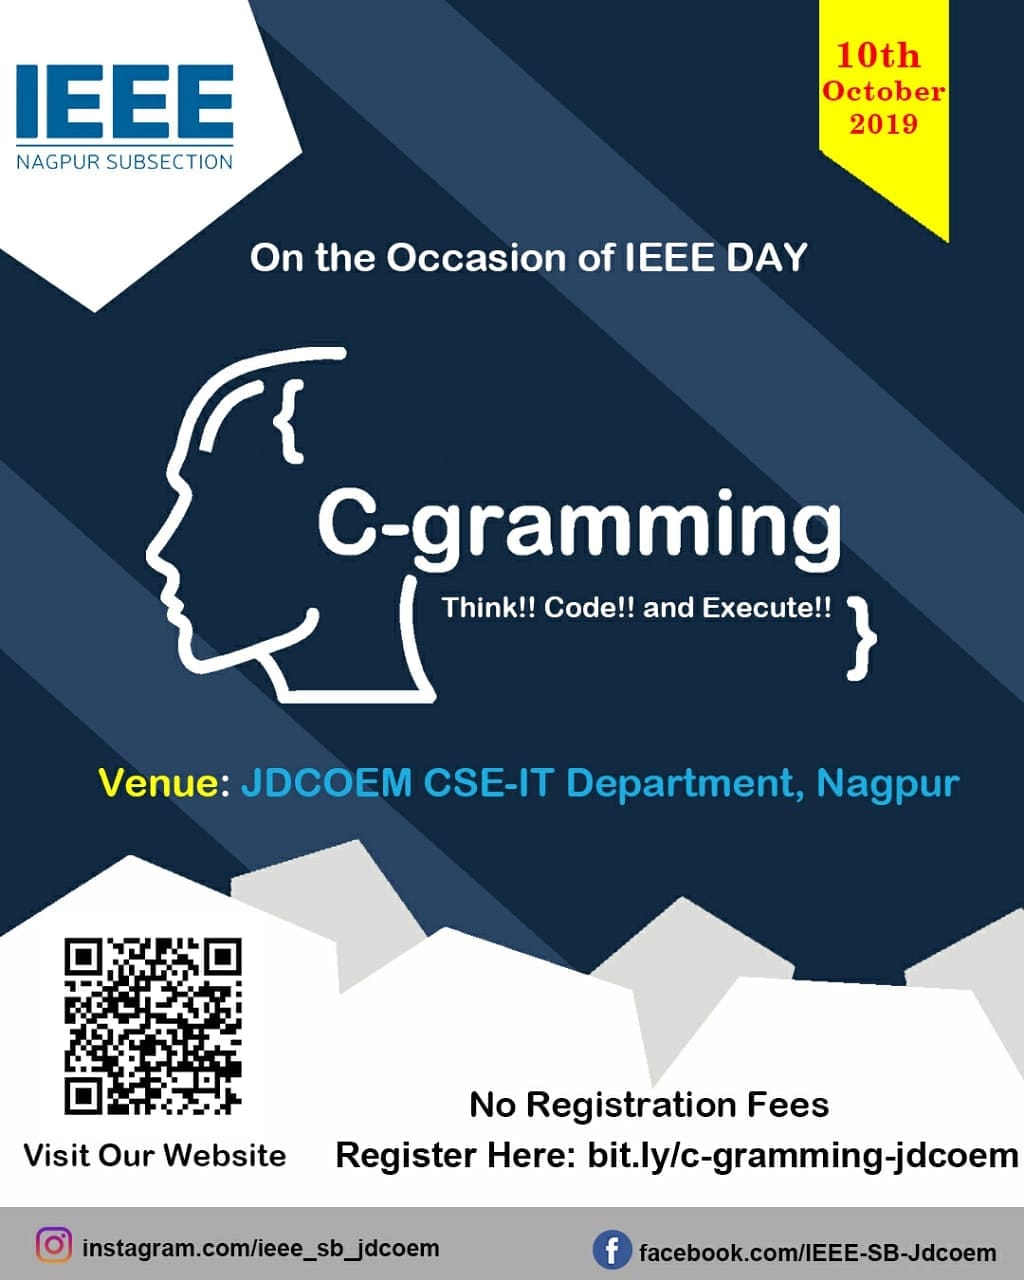 IEEE
NAGPUR SUBSECTION
10th
October
2019
On the Occasion of IEEE DAY
{
C-gramming
Think!! Code!! and Execute!!
}
Venue: JDCOEM CSE-IT Department, Nagpur
No Registration Fees
Visit Our Website
Register Here: bit.ly/c-gramming-jdcoem
instagram.com/ieee_sb_jdcoem
facebook.com/IEEE-SB-Jdcoem